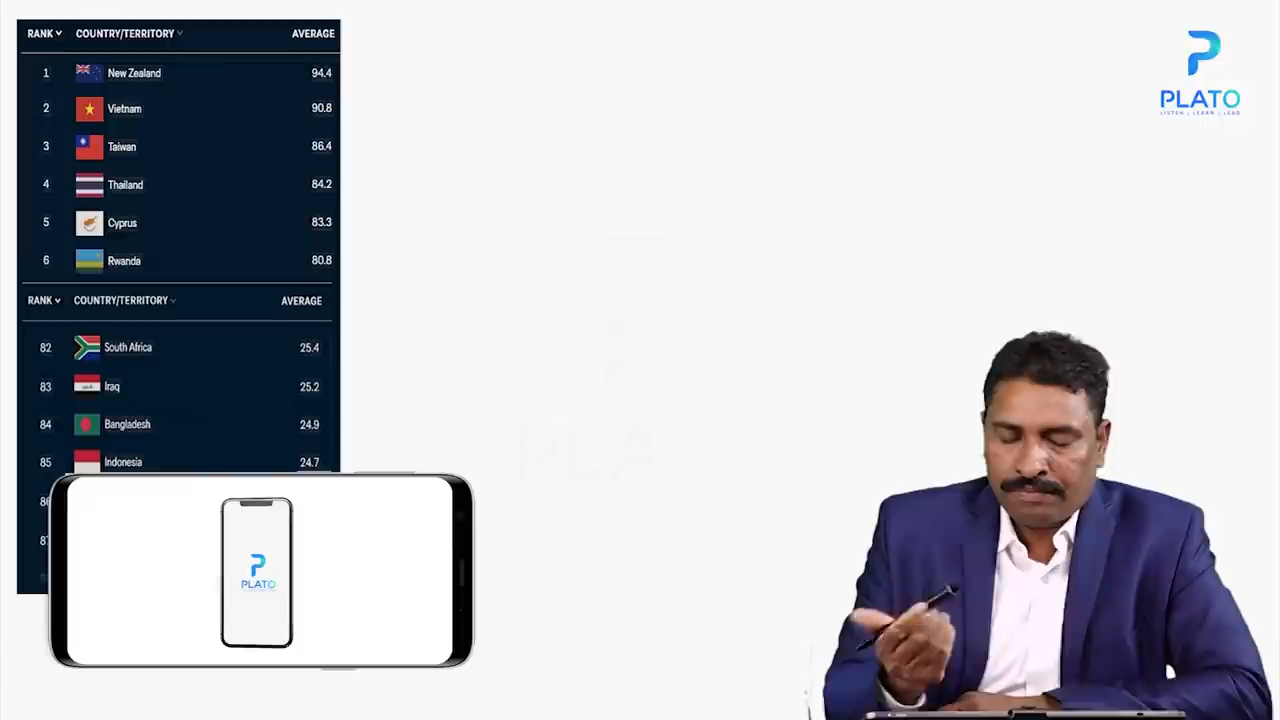 RANK COUNTRY/TERRITORY AVERAGE
1 New Zealand 94.4
2 Vietnam 90.8
3 Taiwan 86.4
4 Thailand 84.2
5 Cyprus 83.3
6 Rwanda 80.8
RANK COUNTRY/TERRITORY AVERAGE
82 South Africa 25.4
83 Iraq 25.2
84 Bangladesh 24.9
85 Indonesia 24.7
PLATO
PLATO
LISTEN | LEARN | LEAD
PLATO